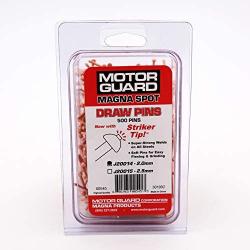 MOTOR
GUARD
MAGNA SPOT
DRAW PINS
500 PINS
Now with
Striker
Tip!
• Super-Strong Welds
on All Steels
• Soft Pins for Easy
Flexing & Grinding
J20014 - 2.0mm
J20015 - 2.5mm
MOTOR GUARD CORPORATION
MAGNA PRODUCTS